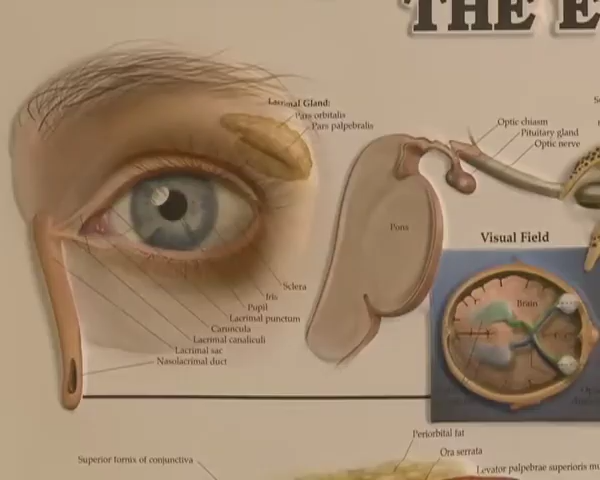 THE E
Lacrimal Gland:
Pars orbitalis
Pars palpebralis
Optic chiasm
Pituitary gland
Optic nerve
Pons
Visual Field
Brain
Sclera
Iris
Pupil
Lacrimal punctum
Caruncula
Lacrimal canaliculi
Lacrimal sac
Nasolacrimal duct
Periorbital fat
Ora serrata
Superior fornix of conjunctiva
Levator palpebrae superioris mu